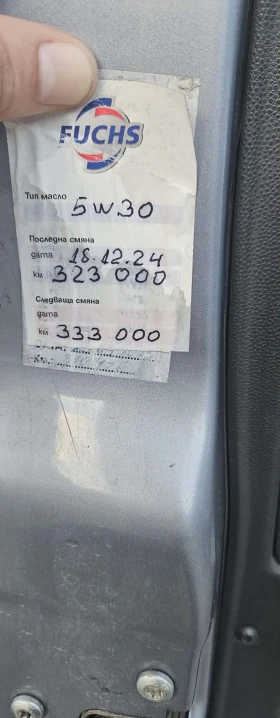 FUCHS
Тип масло 5W30
Последна смяна
дата 18.12.24
км 323 000
Следваща смяна
дата
км 333 000